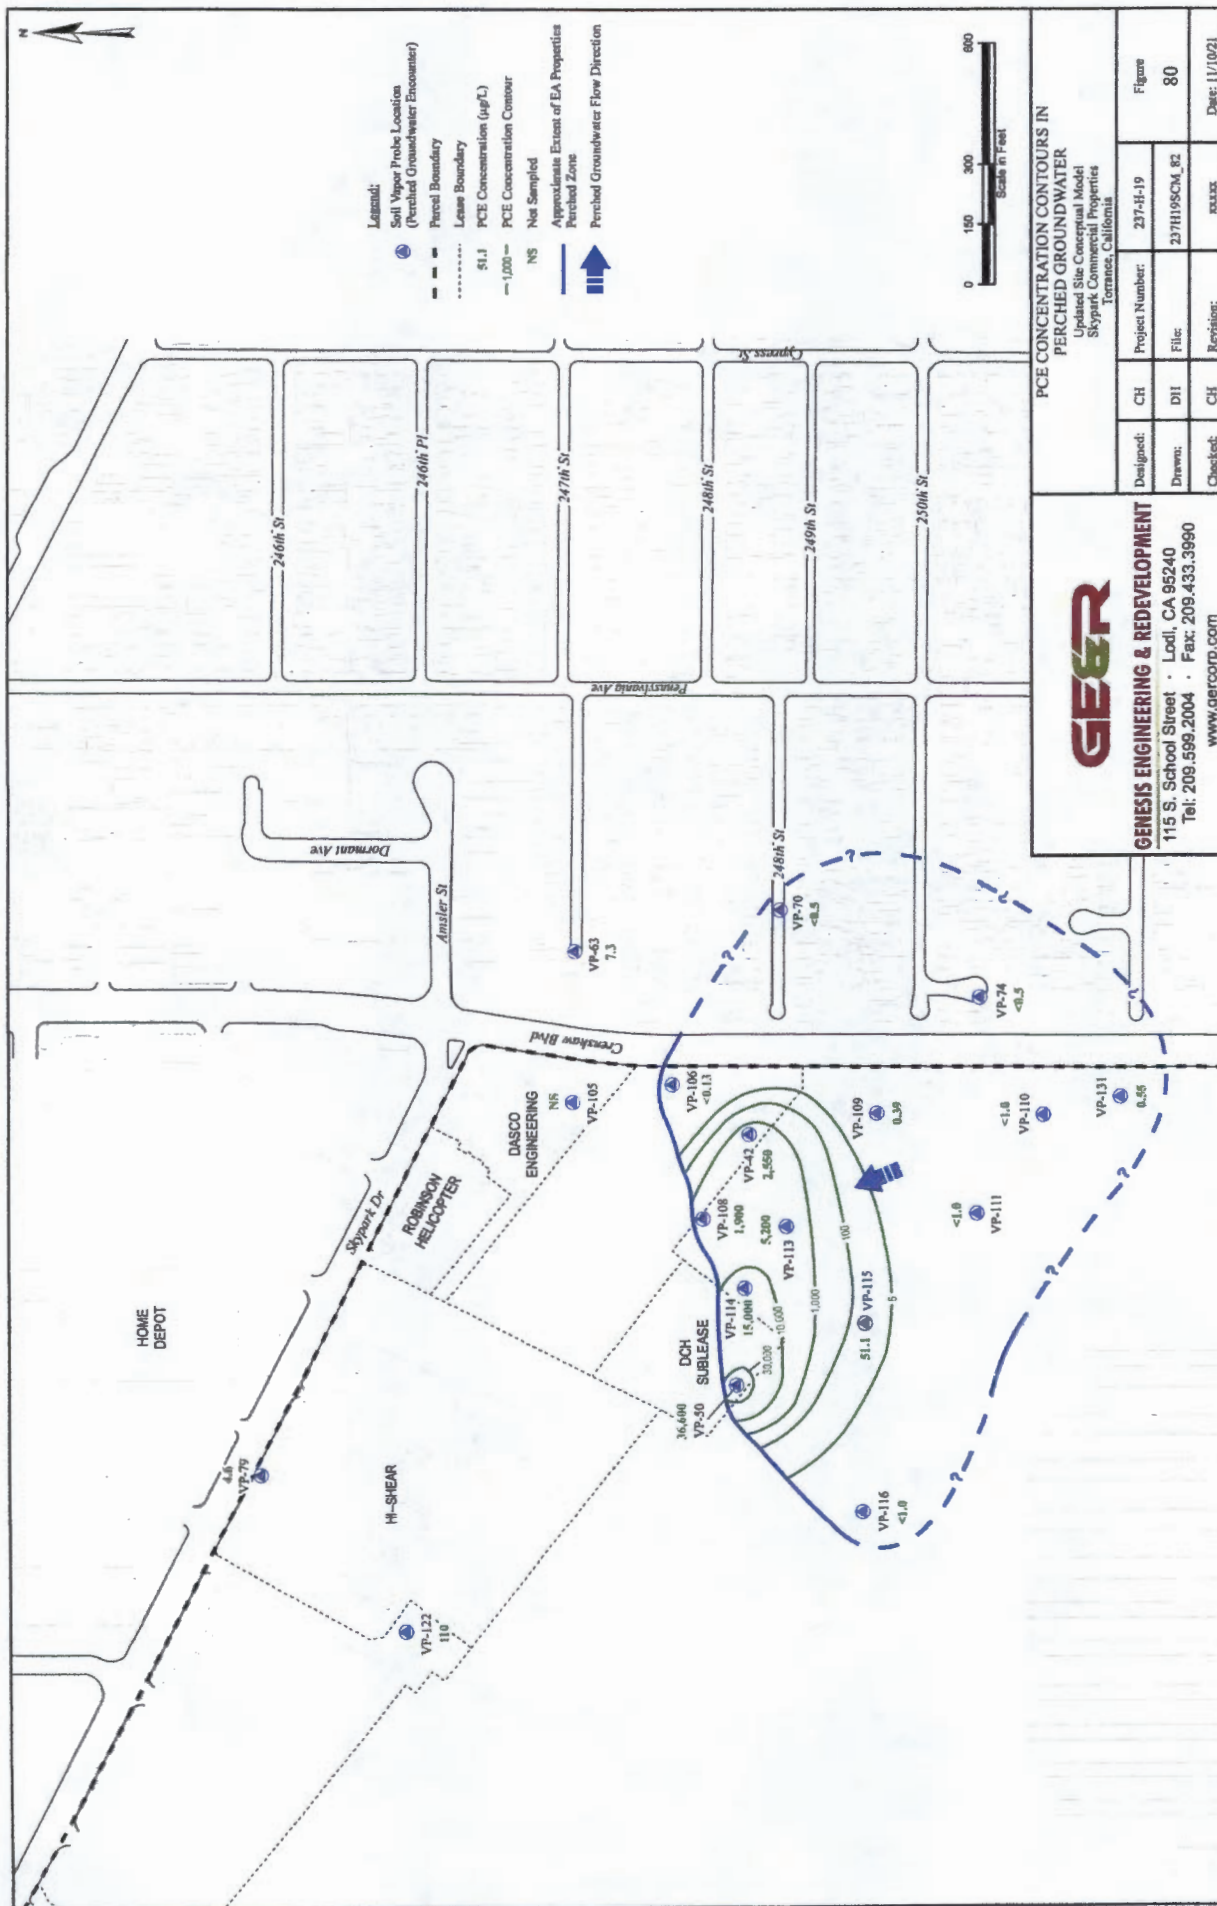 N
Legend:
Soil Vapor Probe Location
(Perched Groundwater Encounter)
Parcel Boundary
Lease Boundary
51.1 PCE Concentration (µg/L)
1,000 PCE Concentration Contour
NS Not Sampled
Approximate Extent of EA Properties
Perched Zone
Perched Groundwater Flow Direction
0 150 300 600
Scale in Feet
HOME
DEPOT
Skypark Dr
ROBINSON
HELICOPTER
DASCO
ENGINEERING
HI-SHEAR
DCH
SUBLEASE
Amsler St
Dormant Ave
Crenshaw Blvd
Pennsylvania Ave
Cypress St
246th St
246th Pl
247th St
248th St
248th St
249th St
250th St
4.6
VP-79
VP-122
110
NS
VP-105
VP-63
7.3
VP-106
<0.13
VP-70
<0.5
VP-74
<0.5
VP-42
2,550
VP-108
1,900
5,200
VP-113
VP-114
15,000
36,600
VP-50
30,000
10,000
1,000
100
5
51.1
VP-115
VP-109
0.39
<1.0
VP-110
<1.0
VP-111
VP-131
0.55
VP-116
<1.0
?
?
?
?
?
?
?
?
GE&R
GENESIS ENGINEERING & REDEVELOPMENT
115 S. School Street · Lodi, CA 95240
Tel: 209.599.2004 · Fax: 209.433.3990
www.gercorp.com
PCE CONCENTRATION CONTOURS IN
PERCHED GROUNDWATER
Updated Site Conceptual Model
Skypark Commercial Properties
Torrance, California
Designed: CH Project Number: 237-H-19 Figure
Drawn: DH File: 237H19SCM_82 80
Checked: CH Revision: xxxxx Date: 11/10/21